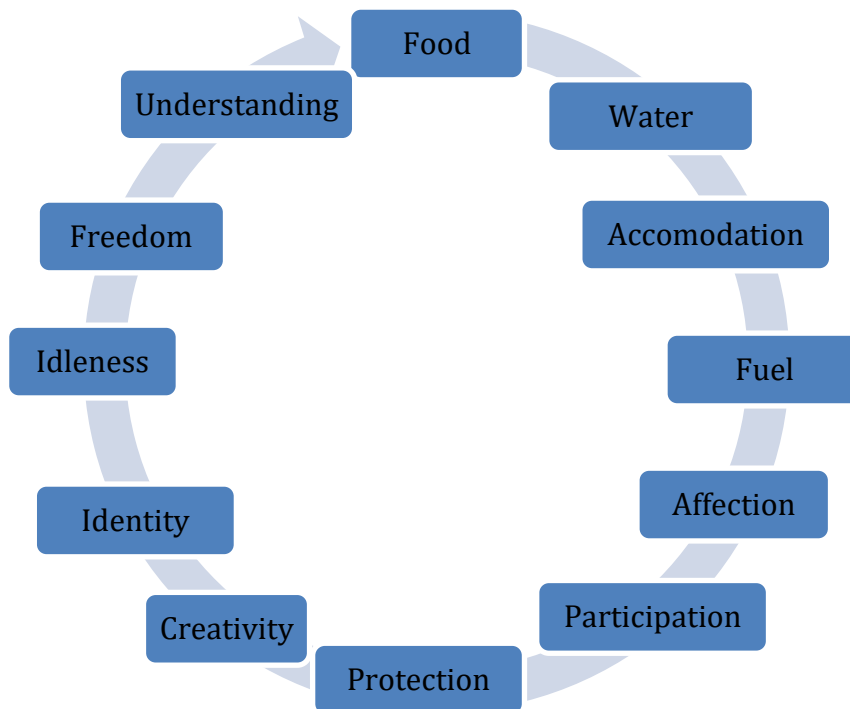 Food
Water
Accomodation
Fuel
Affection
Participation
Protection
Creativity
Identity
Idleness
Freedom
Understanding